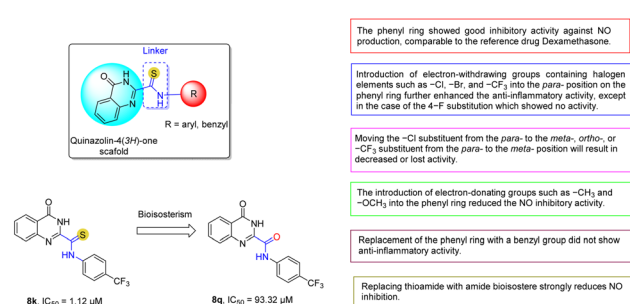 Linker
O
HN
S
N
N
H
R
R = aryl, benzyl
Quinazolin-4(3H)-one
scafold
O
NH
N
S
HN
CF3
8k, IC50 = 1.12 µM
Bioisosterism
O
NH
N
O
HN
CF3
8q, IC50 = 93.32 µM
The phenyl ring showed good inhibitory activity against NO
production, comparable to the reference drug Dexamethasone.
Introduction of electron-withdrawing groups containing halogen
elements such as −Cl, −Br, and −CF3 into the para- position on the
phenyl ring further enhanced the anti-inflammatory activity, except
in the case of the 4−F substitution which showed no activity.
Moving the −Cl substituent from the para- to the meta-, ortho-, or
−CF3 substituent from the para- to the meta- position will result in
decreased or lost activity.
The introduction of electron-donating groups such as −CH3 and
−OCH3 into the phenyl ring reduced the NO inhibitory activity.
Replacement of the phenyl ring with a benzyl group did not show
anti-inflammatory activity.
Replacing thioamide with amide bioisostere strongly reduces NO
inhibition.